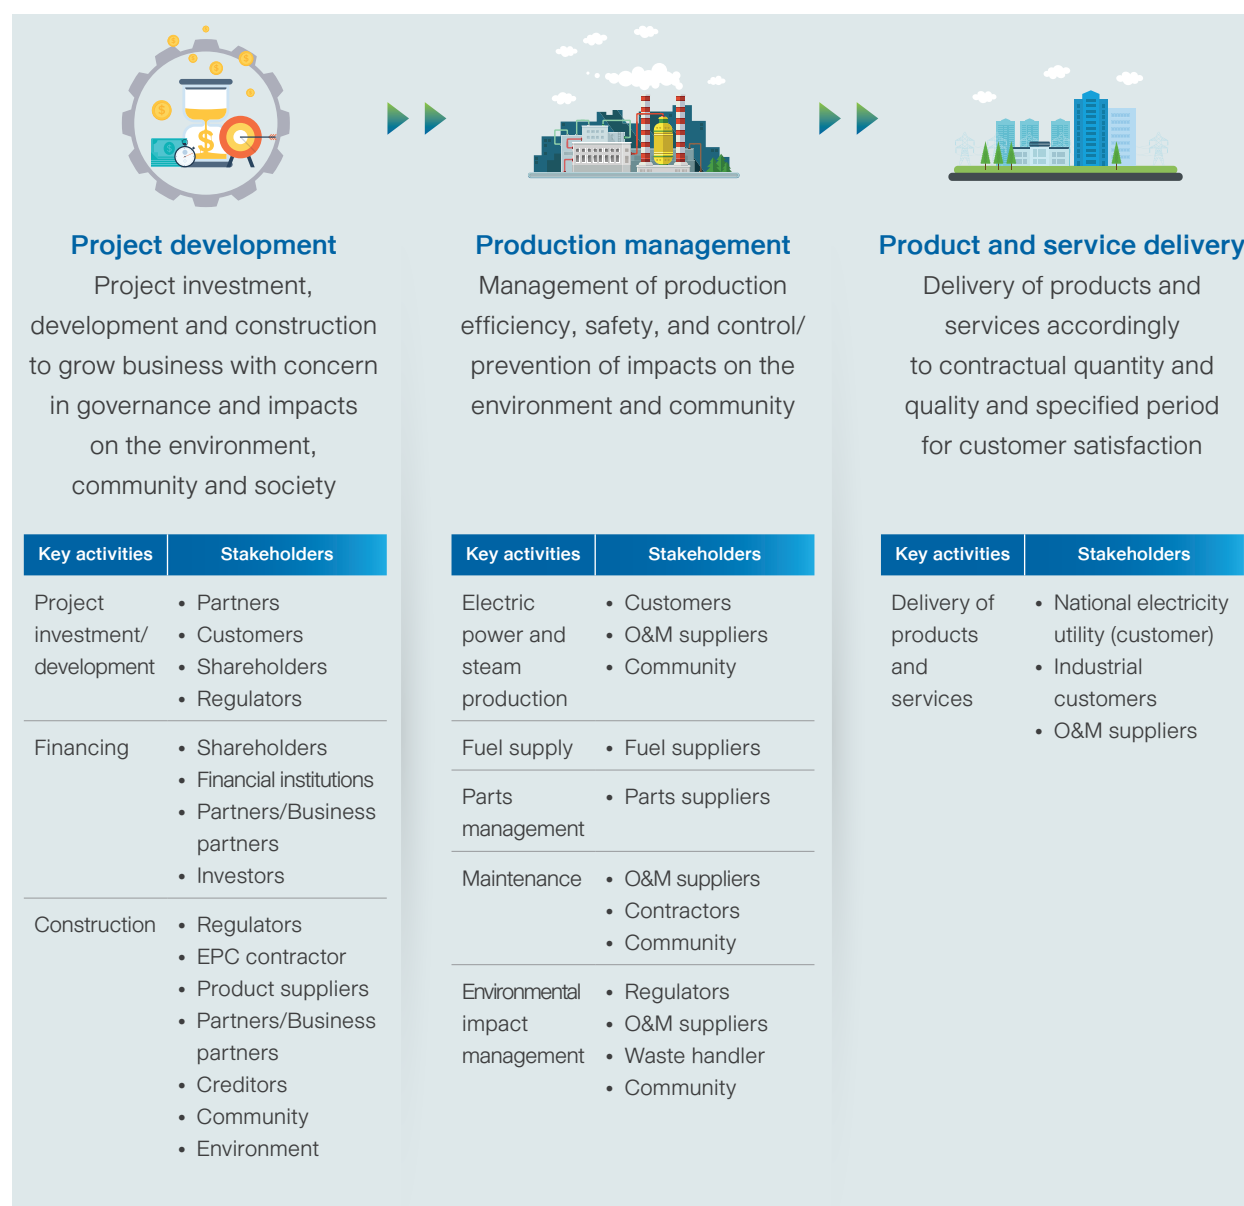 Project development
Project investment,
development and construction
to grow business with concern
in governance and impacts
on the environment,
community and society
Key activities Stakeholders
Project
investment/
development
• Partners
• Customers
• Shareholders
• Regulators
Financing
• Shareholders
• Financial institutions
• Partners/Business
partners
• Investors
Construction
• Regulators
• EPC contractor
• Product suppliers
• Partners/Business
partners
• Creditors
• Community
• Environment
Production management
Management of production
efficiency, safety, and control/
prevention of impacts on the
environment and community
Key activities Stakeholders
Electric
power and
steam
production
• Customers
• O&M suppliers
• Community
Fuel supply
• Fuel suppliers
Parts
management
• Parts suppliers
Maintenance
• O&M suppliers
• Contractors
• Community
Environmental
impact
management
• Regulators
• O&M suppliers
• Waste handler
• Community
Product and service delivery
Delivery of products and
services accordingly
to contractual quantity and
quality and specified period
for customer satisfaction
Key activities Stakeholders
Delivery of
products
and
services
• National electricity
utility (customer)
• Industrial
customers
• O&M suppliers